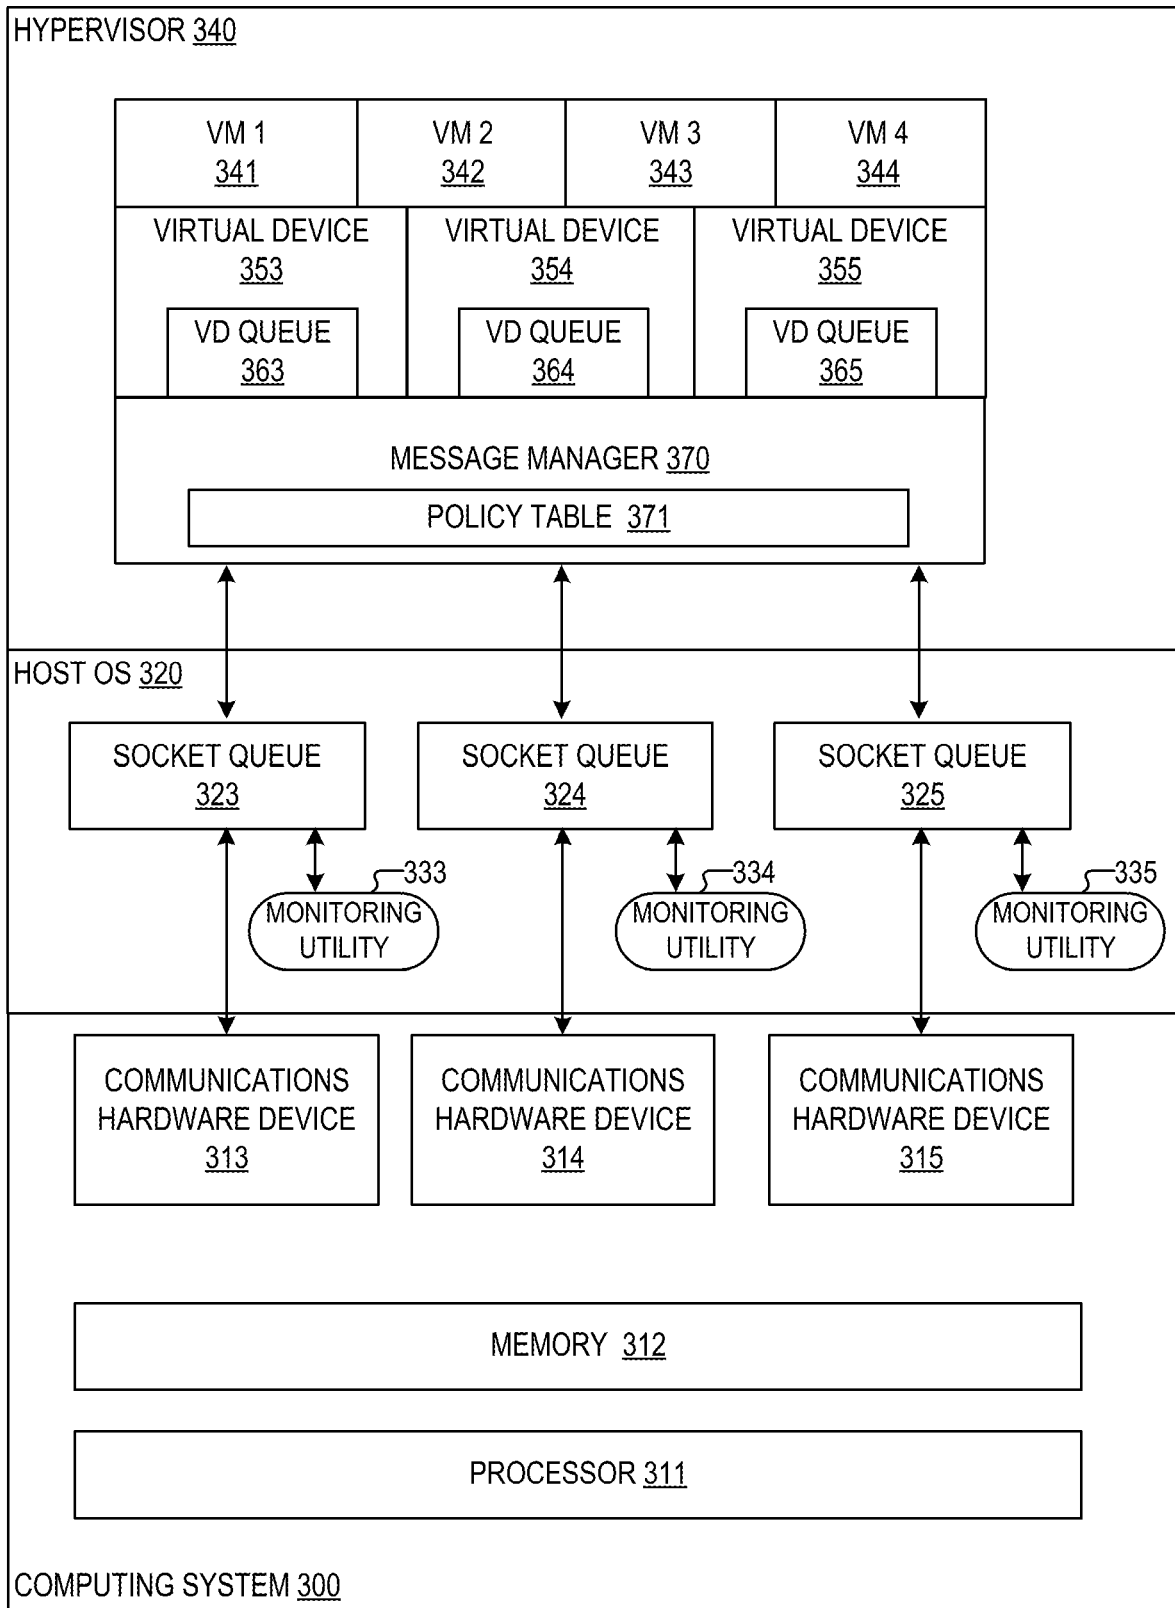 HYPERVISOR 340
VM 1
341
VM 2
342
VM 3
343
VM 4
344
VIRTUAL DEVICE
353
VIRTUAL DEVICE
354
VIRTUAL DEVICE
355
VD QUEUE
363
VD QUEUE
364
VD QUEUE
365
MESSAGE MANAGER 370
POLICY TABLE 371
HOST OS 320
SOCKET QUEUE
323
SOCKET QUEUE
324
SOCKET QUEUE
325
333
MONITORING
UTILITY
334
MONITORING
UTILITY
335
MONITORING
UTILITY
COMMUNICATIONS
HARDWARE DEVICE
313
COMMUNICATIONS
HARDWARE DEVICE
314
COMMUNICATIONS
HARDWARE DEVICE
315
MEMORY 312
PROCESSOR 311
COMPUTING SYSTEM 300